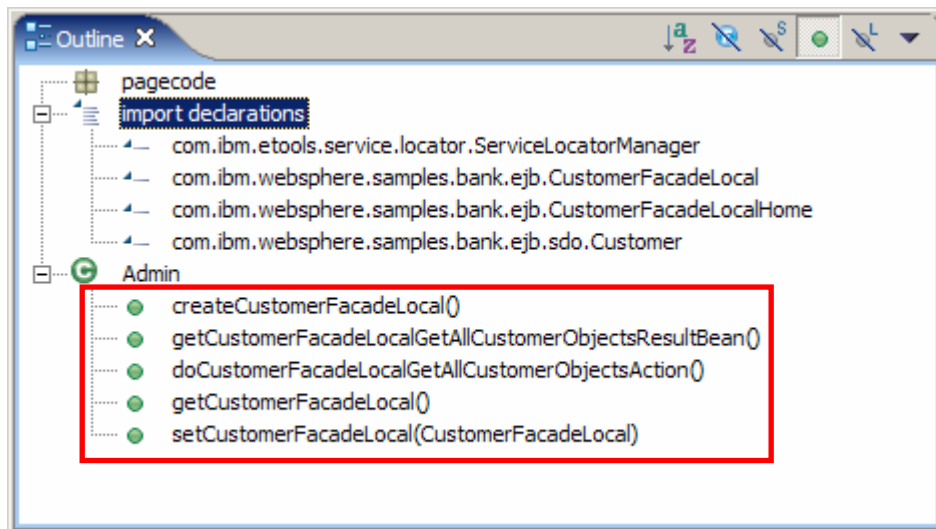 Outline
a z S L
pagecode
import declarations
com.ibm.etools.service.locator.ServiceLocatorManager
com.ibm.websphere.samples.bank.ejb.CustomerFacadeLocal
com.ibm.websphere.samples.bank.ejb.CustomerFacadeLocalHome
com.ibm.websphere.samples.bank.ejb.sdo.Customer
C Admin
createCustomerFacadeLocal()
getCustomerFacadeLocalGetAllCustomerObjectsResultBean()
doCustomerFacadeLocalGetAllCustomerObjectsAction()
getCustomerFacadeLocal()
setCustomerFacadeLocal(CustomerFacadeLocal)